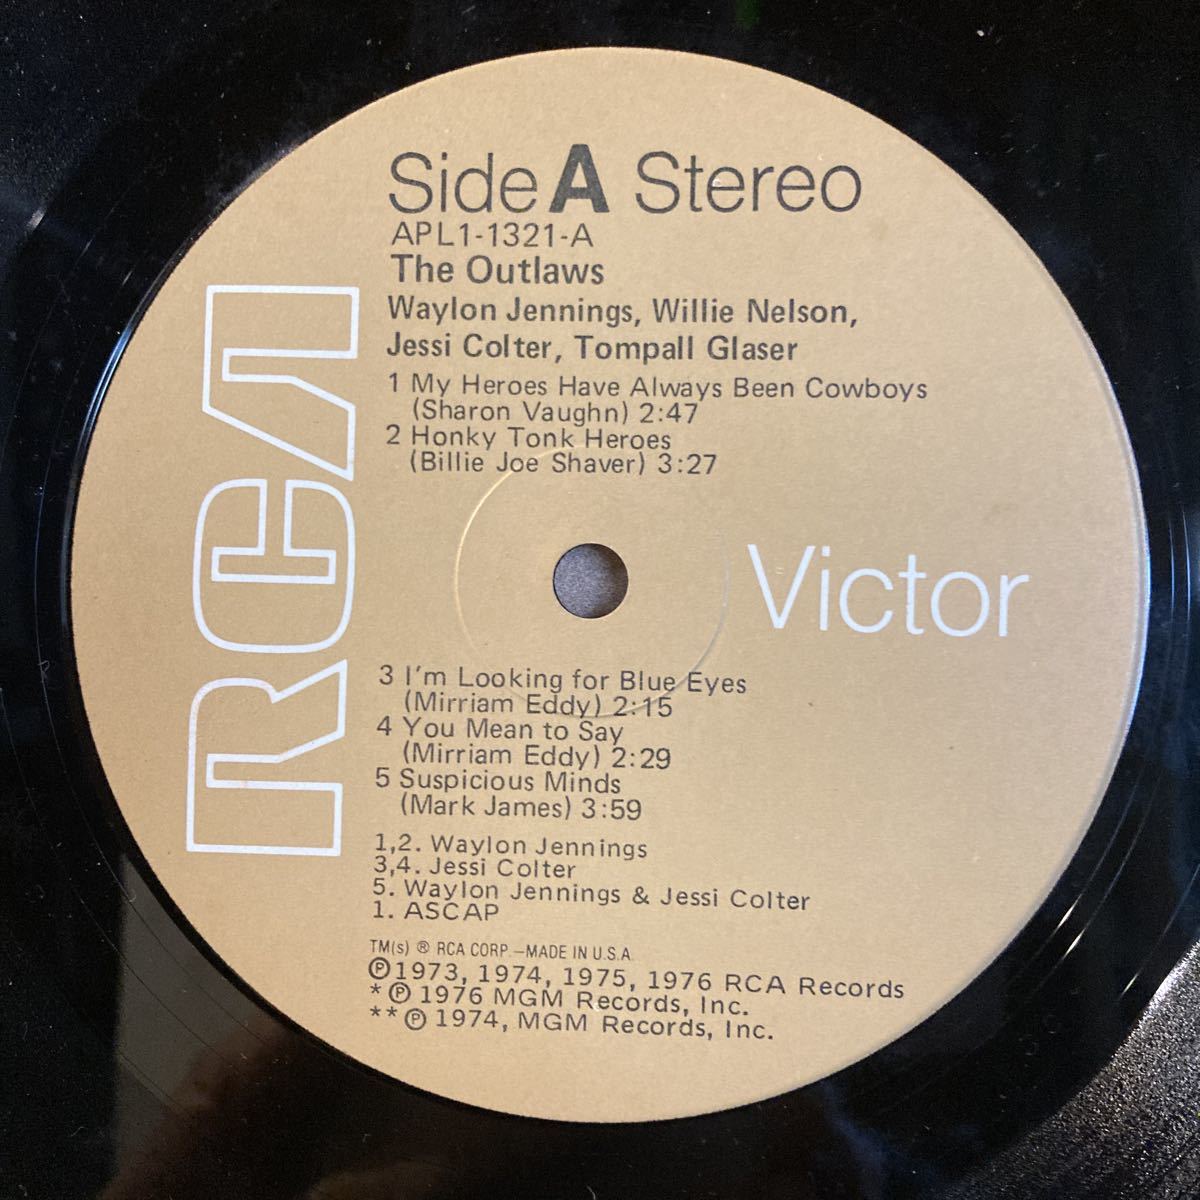 Side A Stereo
APL1-1321-A
The Outlaws
Waylon Jennings, Willie Nelson,
Jessi Colter, Tompall Glaser
1 My Heroes Have Always Been Cowboys
(Sharon Vaughn) 2:47
2 Honky Tonk Heroes
(Billie Joe Shaver) 3:27
RCA
Victor
3 I'm Looking for Blue Eyes
(Mirriam Eddy) 2:15
4 You Mean to Say
(Mirriam Eddy) 2:29
5 Suspicious Minds
(Mark James) 3:59
1,2. Waylon Jennings
3,4. Jessi Colter
5. Waylon Jennings & Jessi Colter
1. ASCAP
TM(s) ® RCA CORP.—MADE IN U.S.A.
℗1973, 1974, 1975, 1976 RCA Records
*℗ 1976 MGM Records, Inc.
**℗ 1974, MGM Records, Inc.